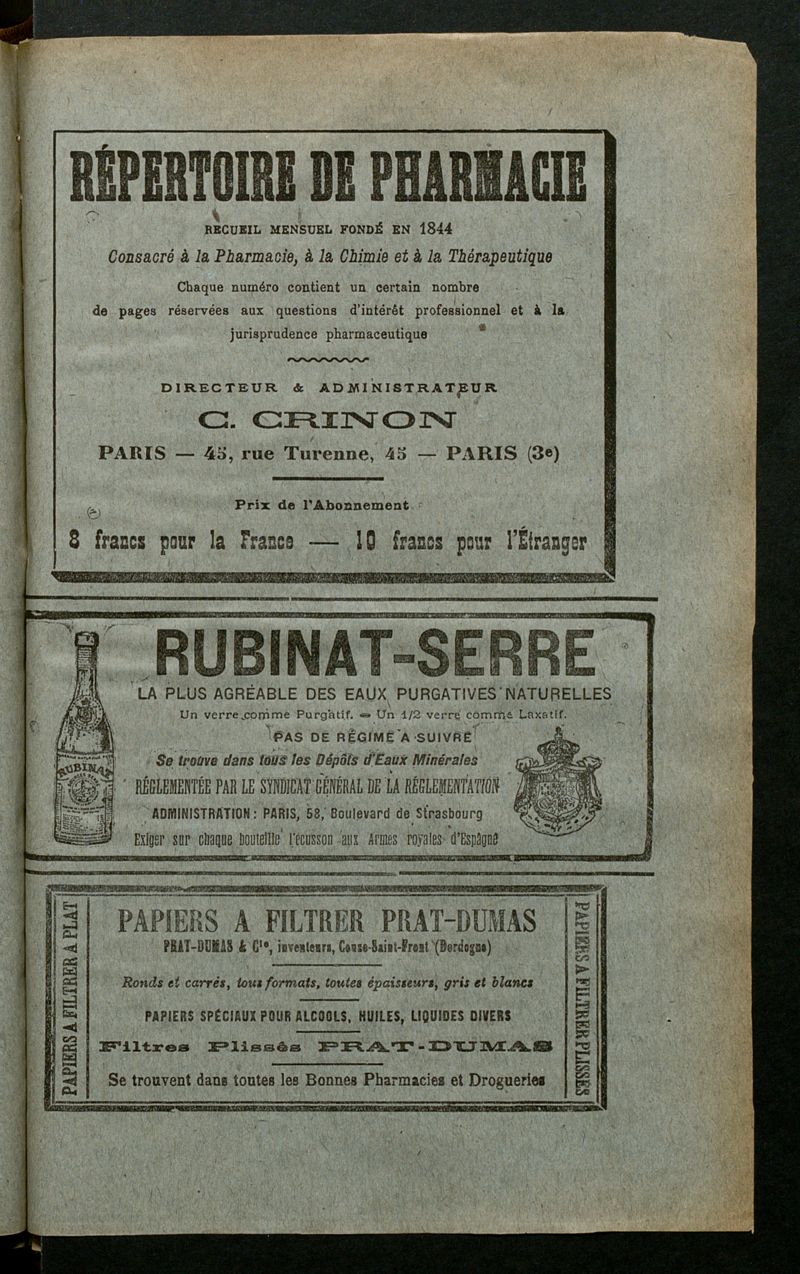 RÉPERTOIRE DE PHARMACIE
RECUEIL MENSUEL FONDÉ EN 1844
Consacré à la Pharmacie, à la Chimie et à la Thérapeutique
Chaque numéro contient un certain nombre
de pages réservées aux questions d'intérêt professionnel et à la
jurisprudence pharmaceutique
DIRECTEUR & ADMINISTRATEUR
C. CRINON
PARIS — 45, rue Turenne, 45 — PARIS (3e)
Prix de l'Abonnement
8 francs pour la France — 10 francs pour l'Étranger
RUBINAT-SERRE
LA PLUS AGRÉABLE DES EAUX PURGATIVES NATURELLES
Un verre comme Purgatif. — Un 1/2 verre comme Laxatif.
PAS DE RÉGIME A SUIVRE
Se trouve dans tous les Dépôts d'Eaux Minérales
RÉGLEMENTÉE PAR LE SYNDICAT GÉNÉRAL DE LA RÉGLEMENTATION
ADMINISTRATION : PARIS, 58, Boulevard de Strasbourg
Exiger sur chaque bouteille l'écusson aux Armes royales d'Espagne
RUBINAT
PAPIERS A FILTRER A PLAT
PAPIERS A FILTRER PRAT-DUMAS
PRAT-DUMAS & Cie, inventeurs, Couze-Saint-Front (Dordogne)
Ronds et carrés, tous formats, toutes épaisseurs, gris et blancs
PAPIERS SPÉCIAUX POUR ALCOOLS, HUILES, LIQUIDES DIVERS
Filtres Plissés PRAT-DUMAS
Se trouvent dans toutes les Bonnes Pharmacies et Drogueries
PAPIERS A FILTRER PLISSÉS